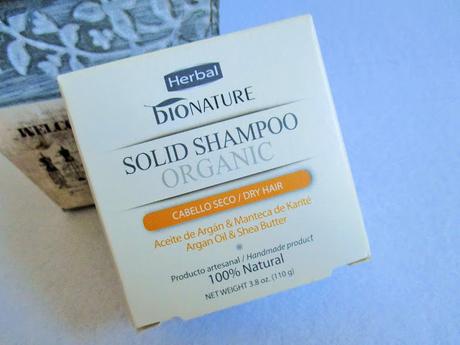 Herbal
bioNATURE
SOLID SHAMPOO
ORGANIC
CABELLO SECO / DRY HAIR
Aceite de Argán & Manteca de Karité
Argan Oil & Shea Butter
Producto artesanal / Handmade product
100% Natural
NET WEIGHT 3.8 oz. (110 g)